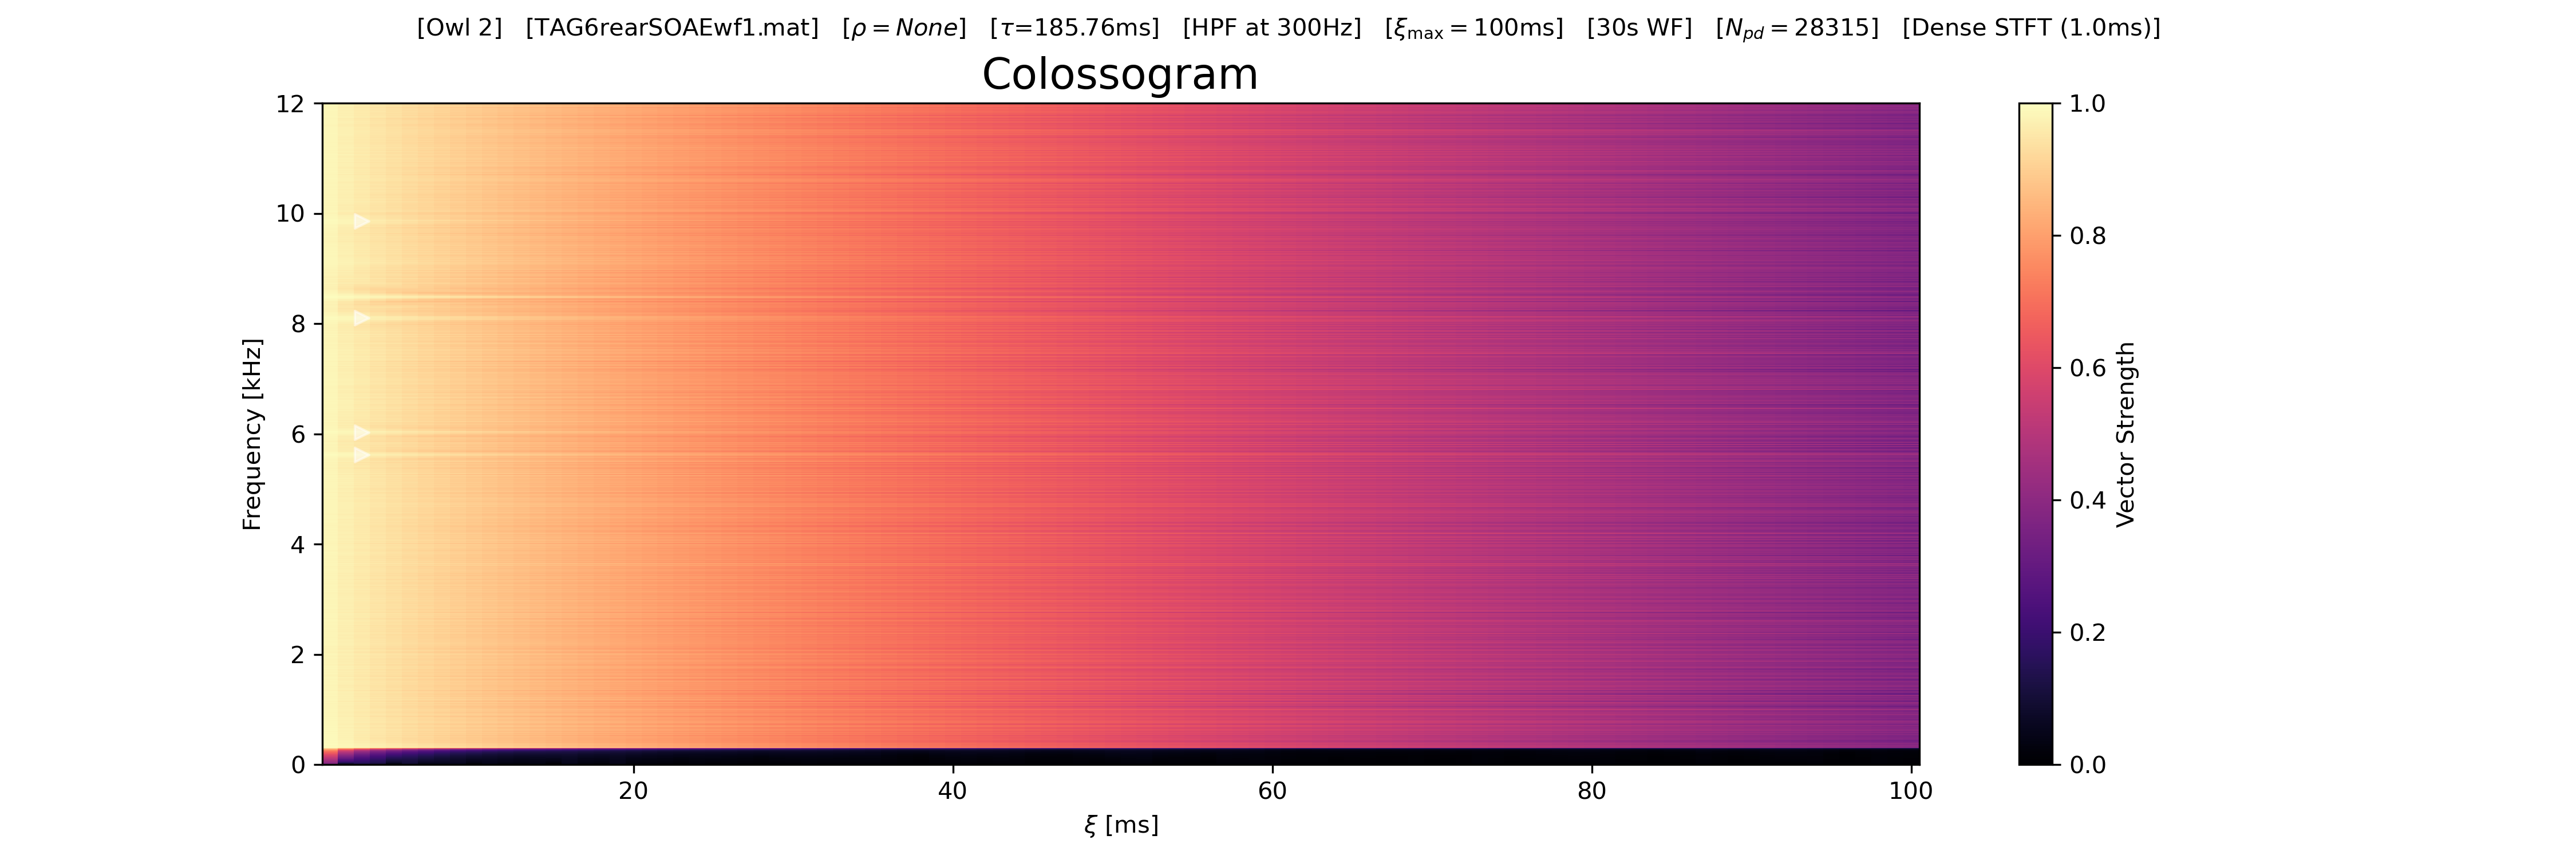 [Owl 2] [TAG6rearSOAEwf1.mat] [ρ = None] [τ=185.76ms] [HPF at 300Hz] [ξmax = 100ms] [30s WF] [Npd = 28315] [Dense STFT (1.0ms)]
Colossogram
12
10
8
6
4
2
0
Frequency [kHz]
20 40 60 80 100
ξ [ms]
1.0
0.8
0.6
0.4
0.2
0.0
Vector Strength